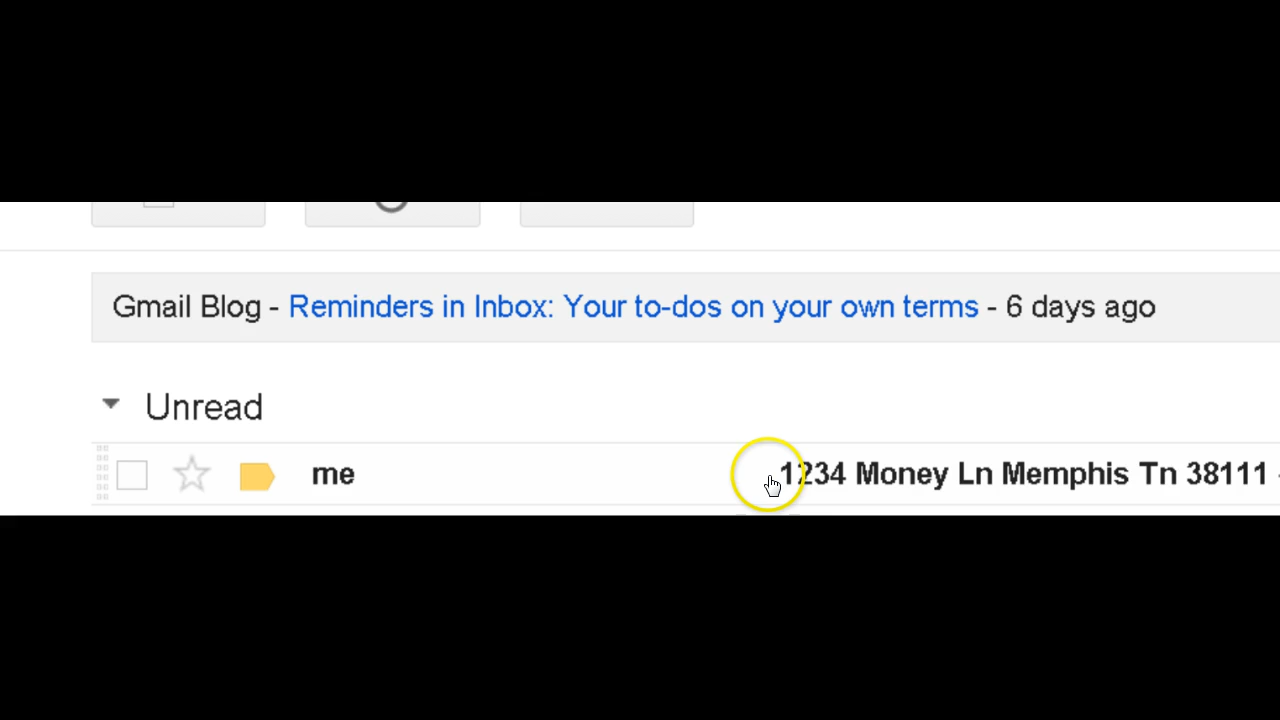 Gmail Blog - Reminders in Inbox: Your to-dos on your own terms - 6 days ago
Unread
me 1234 Money Ln Memphis Tn 38111 -